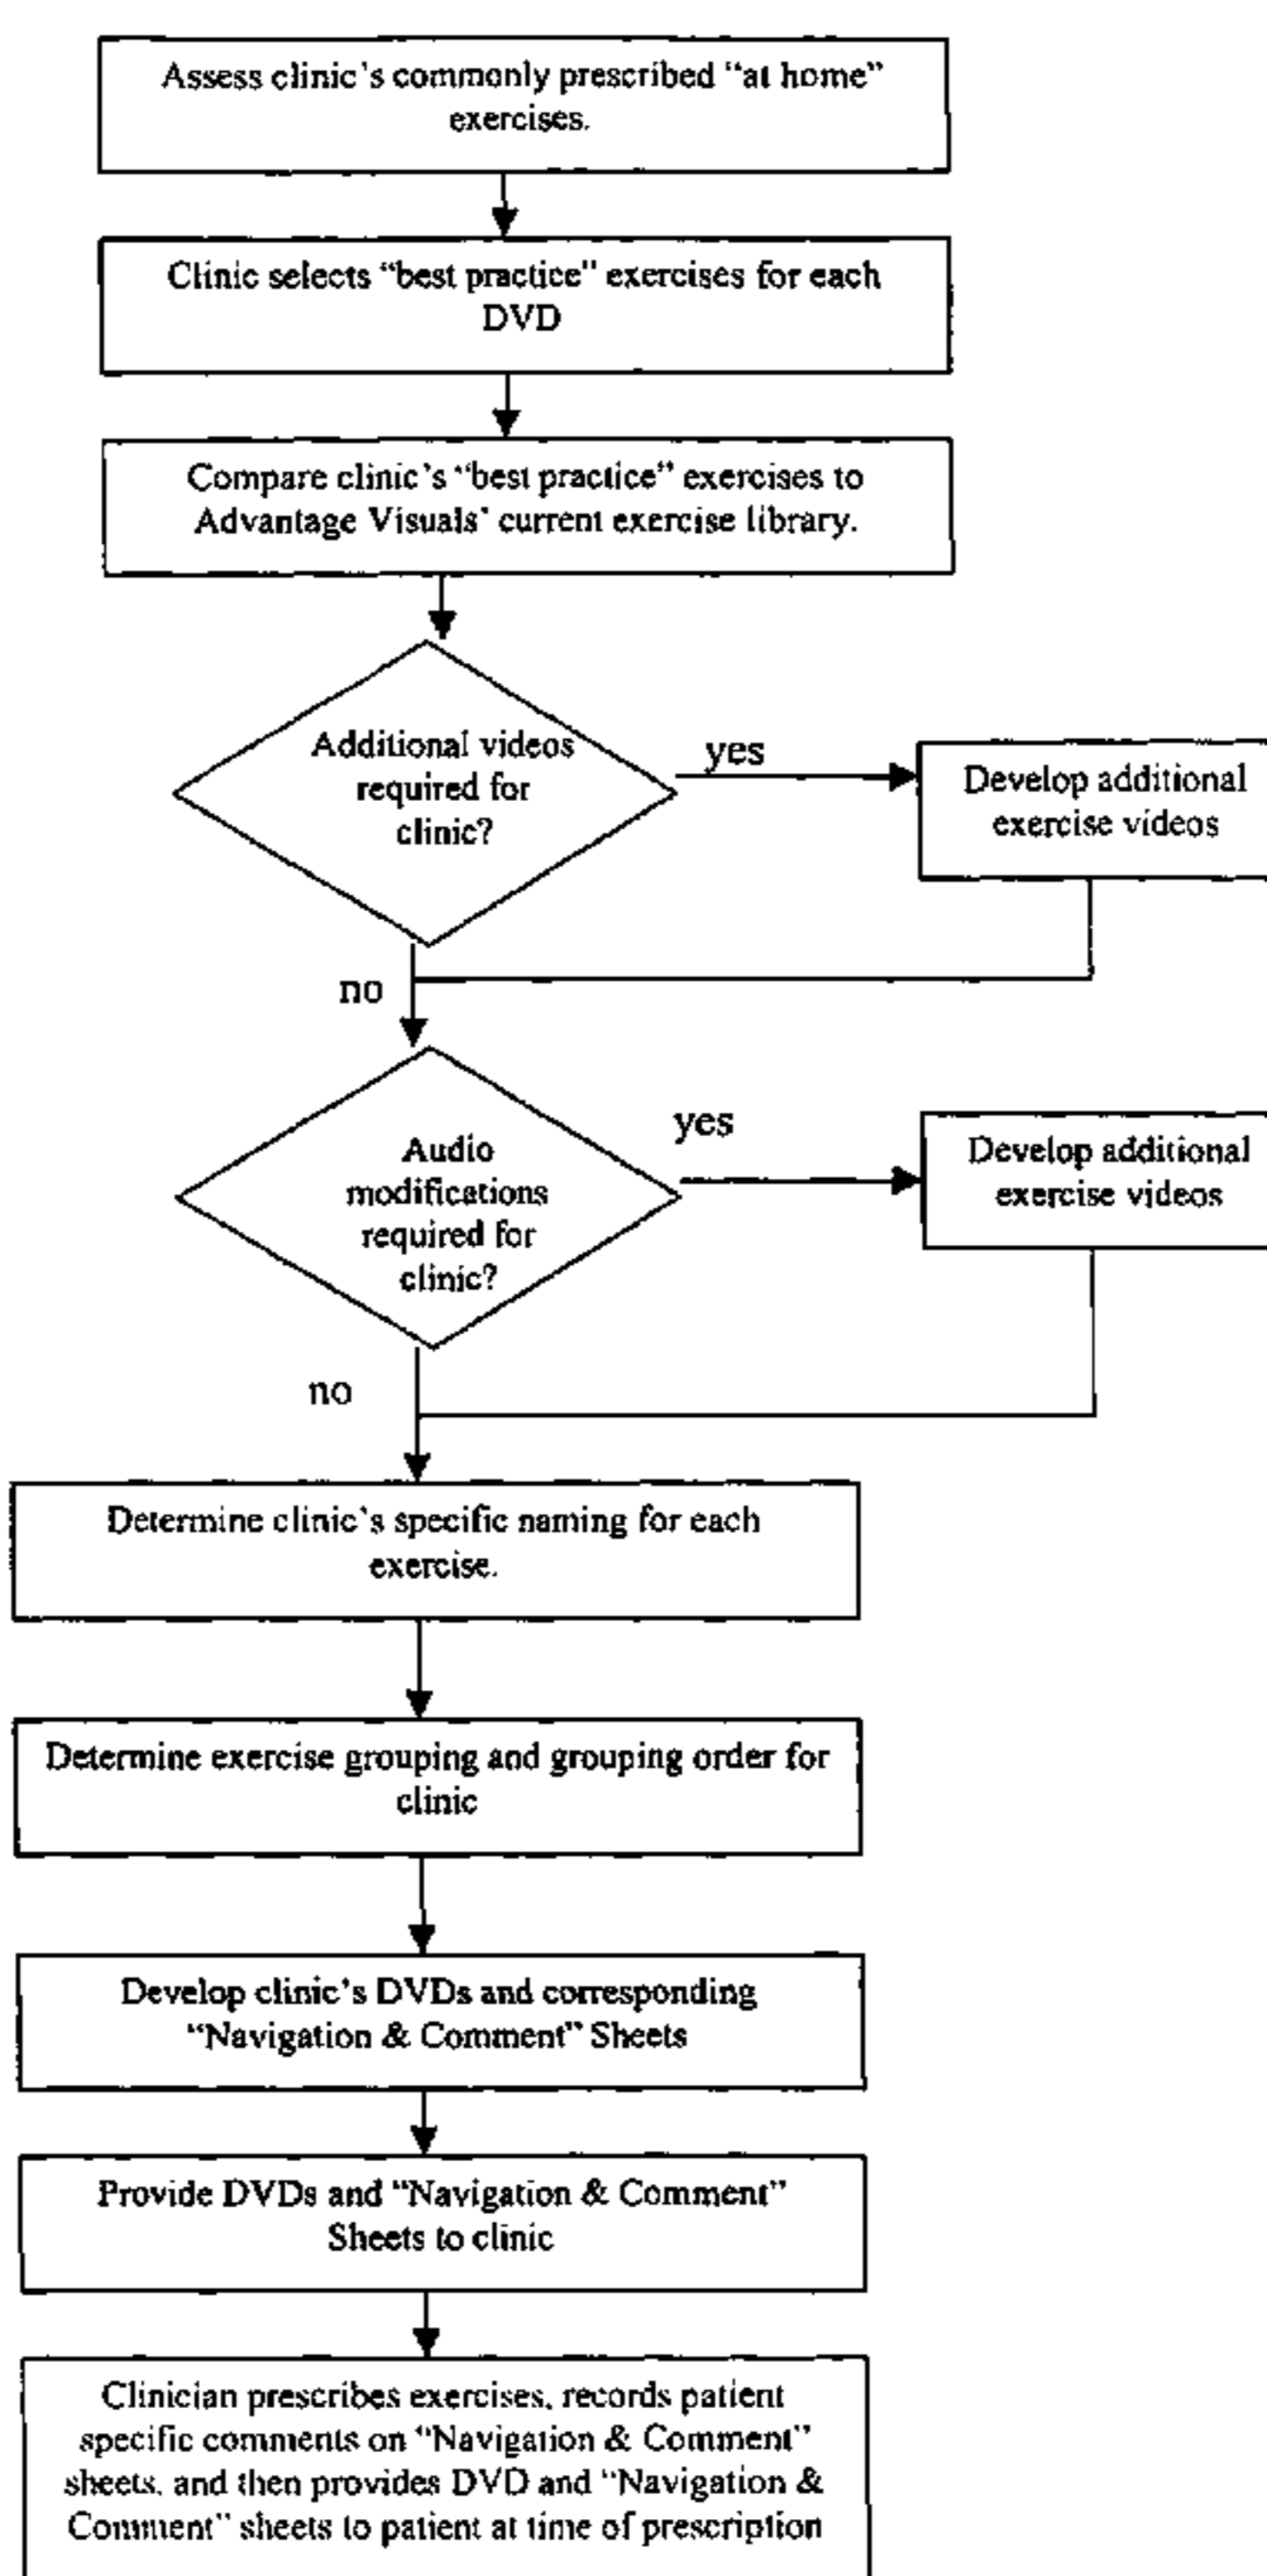 Assess clinic's commonly prescribed “at home”
exercises.
Clinic selects “best practice” exercises for each
DVD
Compare clinic's “best practice” exercises to
Advantage Visuals' current exercise library.
Additional videos
required for
clinic?
yes
Develop additional
exercise videos
no
Audio
modifications
required for
clinic?
yes
Develop additional
exercise videos
no
Determine clinic's specific naming for each
exercise.
Determine exercise grouping and grouping order for
clinic
Develop clinic's DVDs and corresponding
“Navigation & Comment” Sheets
Provide DVDs and “Navigation & Comment”
Sheets to clinic
Clinician prescribes exercises, records patient
specific comments on “Navigation & Comment”
sheets, and then provides DVD and “Navigation &
Comment” sheets to patient at time of prescription